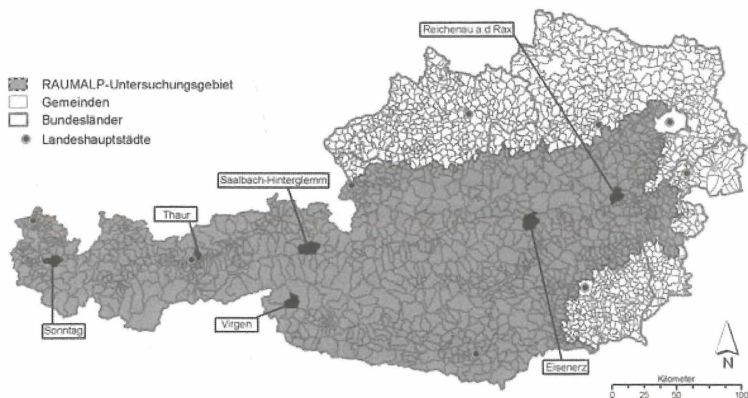 Reichenau a d Rax
RAUMALP-Untersuchungsgebiet
Gemeinden
Bundesländer
Landeshauptstädte
Saalbach-Hinterglemm
Thaur
Sonntag
Virgen
Eisenerz
N
Kilometer
0 25 50 100